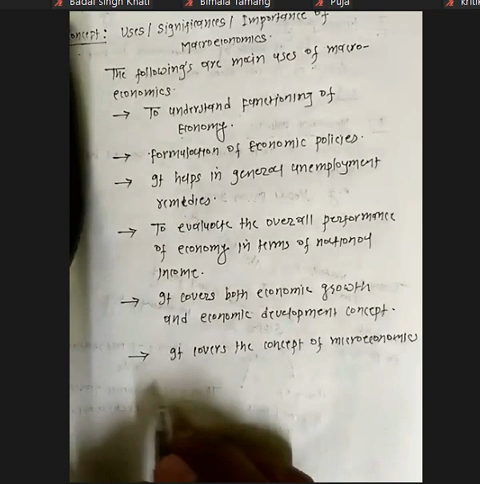 Badal Singh Khati
Bimala Tamang
Puja
kriti
oncept: Uses / Significances / Importance of
Macroeconomics.
The following's are main uses of macro-
economics.
→ To understand functioning of
Economy.
→ formulation of Economic policies.
→ It helps in general unemployment
remedies.
→ To evaluate the overall performance
of economy in terms of national
Income.
→ It covers both economic growth
and economic development concept.
→ It covers the concept of microeconomics